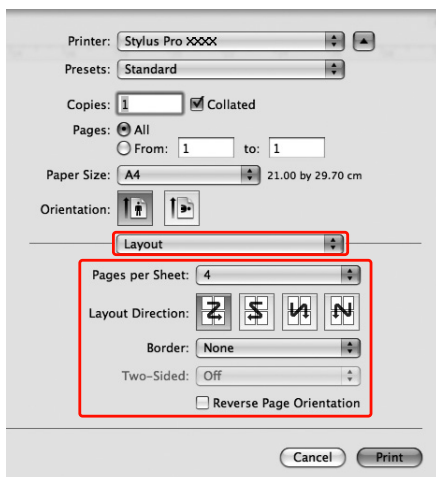 Printer: Stylus Pro XXXX
Presets: Standard
Copies: 1 Collated
Pages: All
From: 1 to: 1
Paper Size: A4 21.00 by 29.70 cm
Orientation:
Layout
Pages per Sheet: 4
Layout Direction:
Border: None
Two-Sided: Off
Reverse Page Orientation
Cancel Print